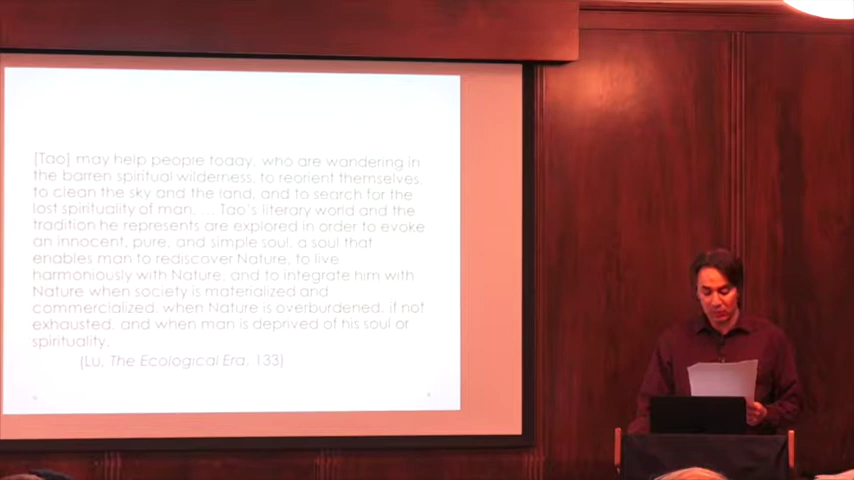 [Tao] may help people today, who are wandering in
the barren spiritual wilderness, to reorient themselves,
to clean the sky and the land, and to search for the
lost spirituality of man. … Tao's literary world and the
tradition he represents are explored in order to evoke
an innocent, pure, and simple soul, a soul that
enables man to rediscover Nature, to live
harmoniously with Nature, and to integrate him with
Nature when society is materialized and
commercialized, when Nature is overburdened, if not
exhausted, and when man is deprived of his soul or
spirituality.
(Lu, The Ecological Era, 133)